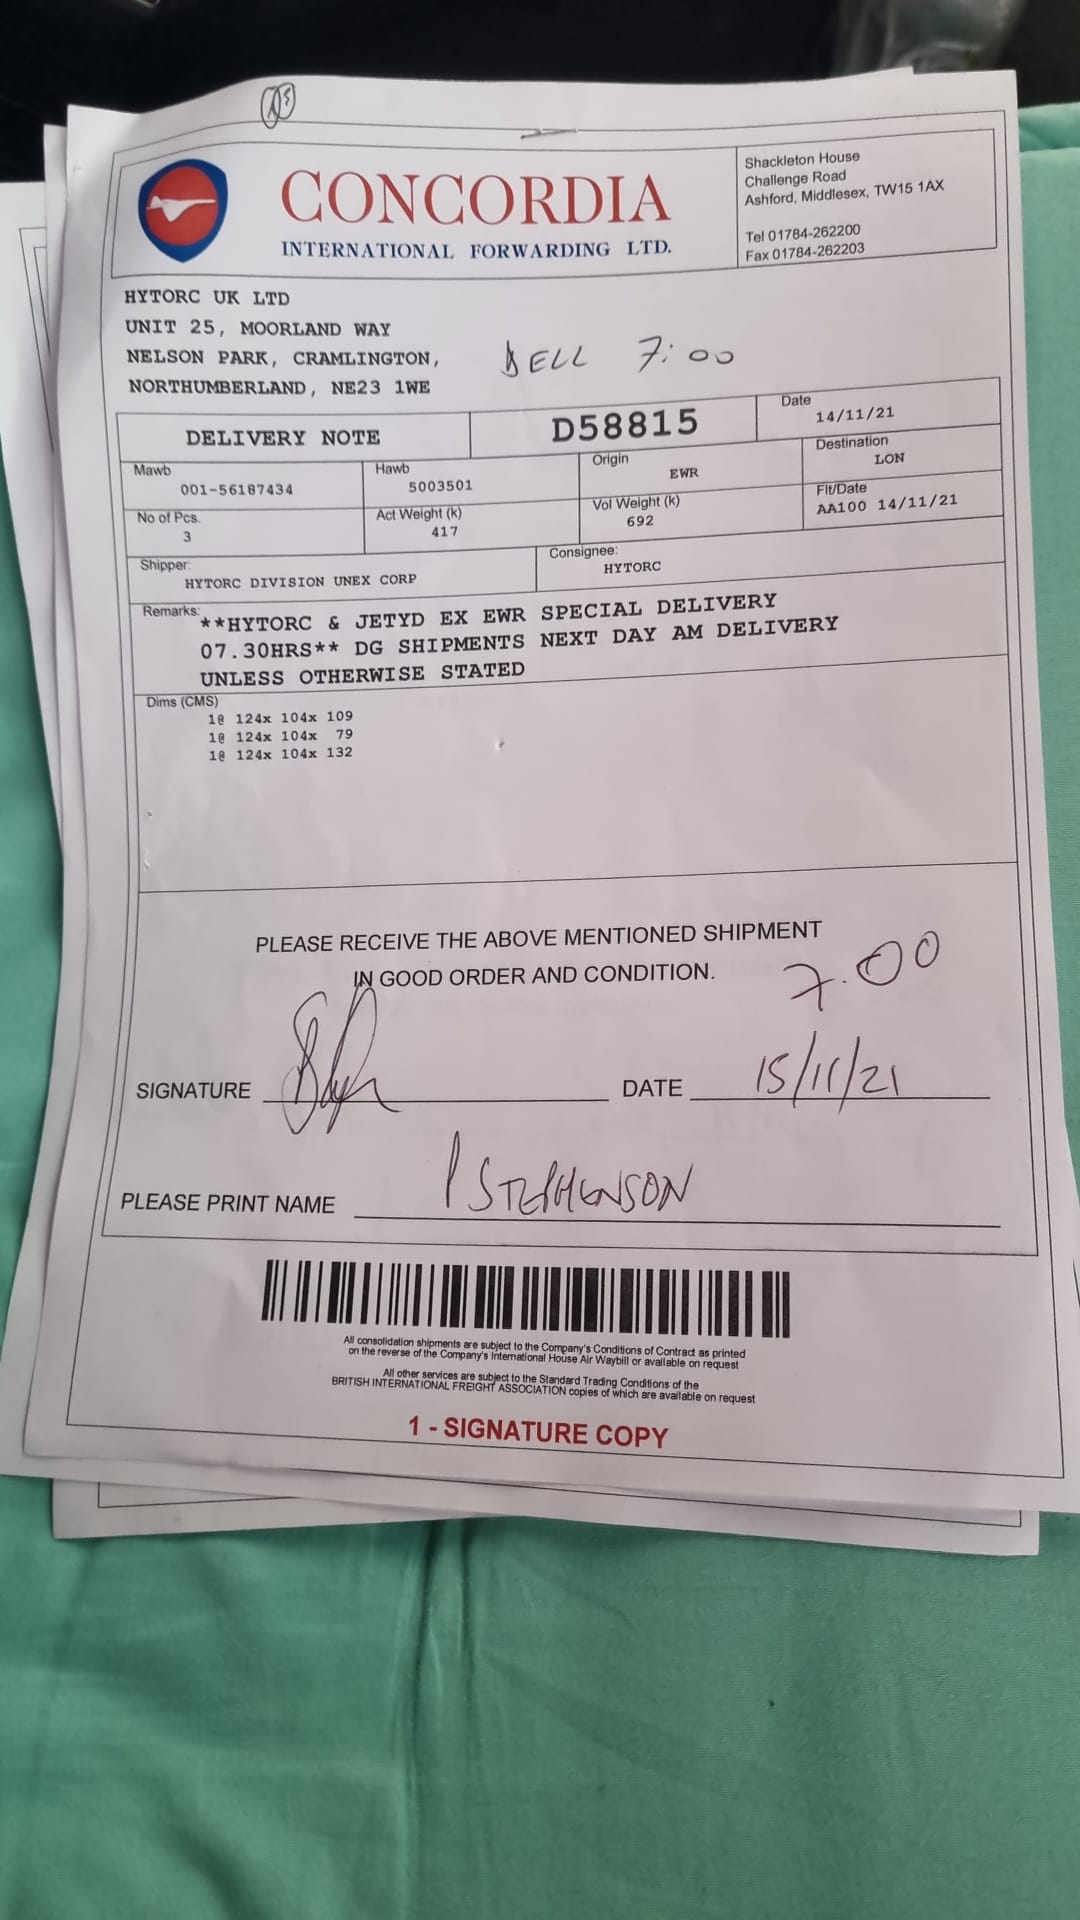 CONCORDIA
INTERNATIONAL FORWARDING LTD.
Shackleton House
Challenge Road
Ashford, Middlesex, TW15 1AX
Tel 01784-262200
Fax 01784-262203
HYTORC UK LTD
UNIT 25, MOORLAND WAY
NELSON PARK, CRAMLINGTON,
NORTHUMBERLAND, NE23 1WE
BELL 7:00
DELIVERY NOTE
D58815
Date
14/11/21
Mawb
001-56187434
Hawb
5003501
Origin
EWR
Destination
LON
No of Pcs.
3
Act Weight (k)
417
Vol Weight (k)
692
Flt/Date
AA100 14/11/21
Shipper:
HYTORC DIVISION UNEX CORP
Consignee:
HYTORC
Remarks:
**HYTORC & JETYD EX EWR SPECIAL DELIVERY
07.30HRS** DG SHIPMENTS NEXT DAY AM DELIVERY
UNLESS OTHERWISE STATED
Dims (CMS)
1@ 124x 104x 109
1@ 124x 104x 79
1@ 124x 104x 132
PLEASE RECEIVE THE ABOVE MENTIONED SHIPMENT
IN GOOD ORDER AND CONDITION.
7.00
SIGNATURE
DATE 15/11/21
PLEASE PRINT NAME P STEPHENSON
All consolidation shipments are subject to the Company's Conditions of Contract as printed
on the reverse of the Company's International House Air Waybill or available on request
All other services are subject to the Standard Trading Conditions of the
BRITISH INTERNATIONAL FREIGHT ASSOCIATION copies of which are available on request
1 - SIGNATURE COPY